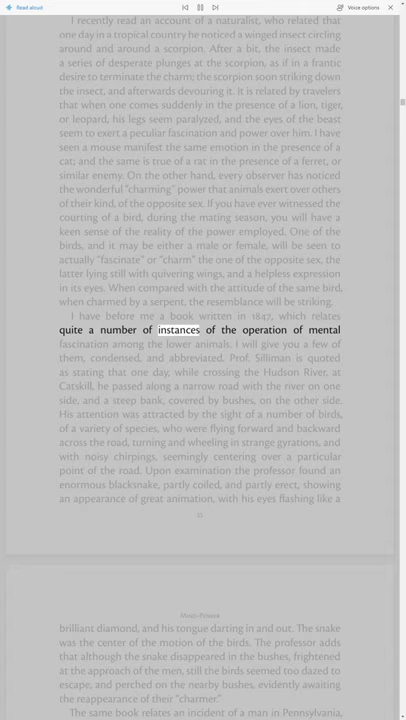 Read aloud
Voice options
I recently read an account of a naturalist, who related that
one day in a tropical country he noticed a winged insect circling
around and around a scorpion. After a bit, the insect made
a series of desperate plunges at the scorpion, as if in a frantic
desire to terminate the charm; the scorpion soon striking down
the insect, and afterwards devouring it. It is related by travelers
that when one comes suddenly in the presence of a lion, tiger,
or leopard, his legs seem paralyzed, and the eyes of the beast
seem to exert a peculiar fascination and power over him. I have
seen a mouse manifest the same emotion in the presence of a
cat; and the same is true of a rat in the presence of a ferret, or
similar enemy. On the other hand, every observer has noticed
the wonderful "charming" power that animals exert over others
of their kind, of the opposite sex. If you have ever witnessed the
courting of a bird, during the mating season, you will have a
keen sense of the reality of the power employed. One of the
birds, and it may be either a male or female, will be seen to
actually "fascinate" or "charm" the one of the opposite sex, the
latter lying still with quivering wings, and a helpless expression
in its eyes. When compared with the attitude of the same bird,
when charmed by a serpent, the resemblance will be striking.
I have before me a book written in 1847, which relates
quite a number of instances of the operation of mental
fascination among the lower animals. I will give you a few of
them, condensed, and abbreviated. Prof. Silliman is quoted
as stating that one day, while crossing the Hudson River, at
Catskill, he passed along a narrow road with the river on one
side, and a steep bank, covered by bushes, on the other side.
His attention was attracted by the sight of a number of birds,
of a variety of species, who were flying forward and backward
across the road, turning and wheeling in strange gyrations, and
with noisy chirpings, seemingly centering over a particular
point of the road. Upon examination the professor found an
enormous blacksnake, partly coiled, and partly erect, showing
an appearance of great animation, with his eyes flashing like a
Mind-Power
brilliant diamond, and his tongue darting in and out. The snake
was the center of the motion of the birds. The professor adds
that although the snake disappeared in the bushes, frightened
at the approach of the men, still the birds seemed too dazed to
escape, and perched on the nearby bushes, evidently awaiting
the reappearance of their "charmer."
The same book relates an incident of a man in Pennsylvania,